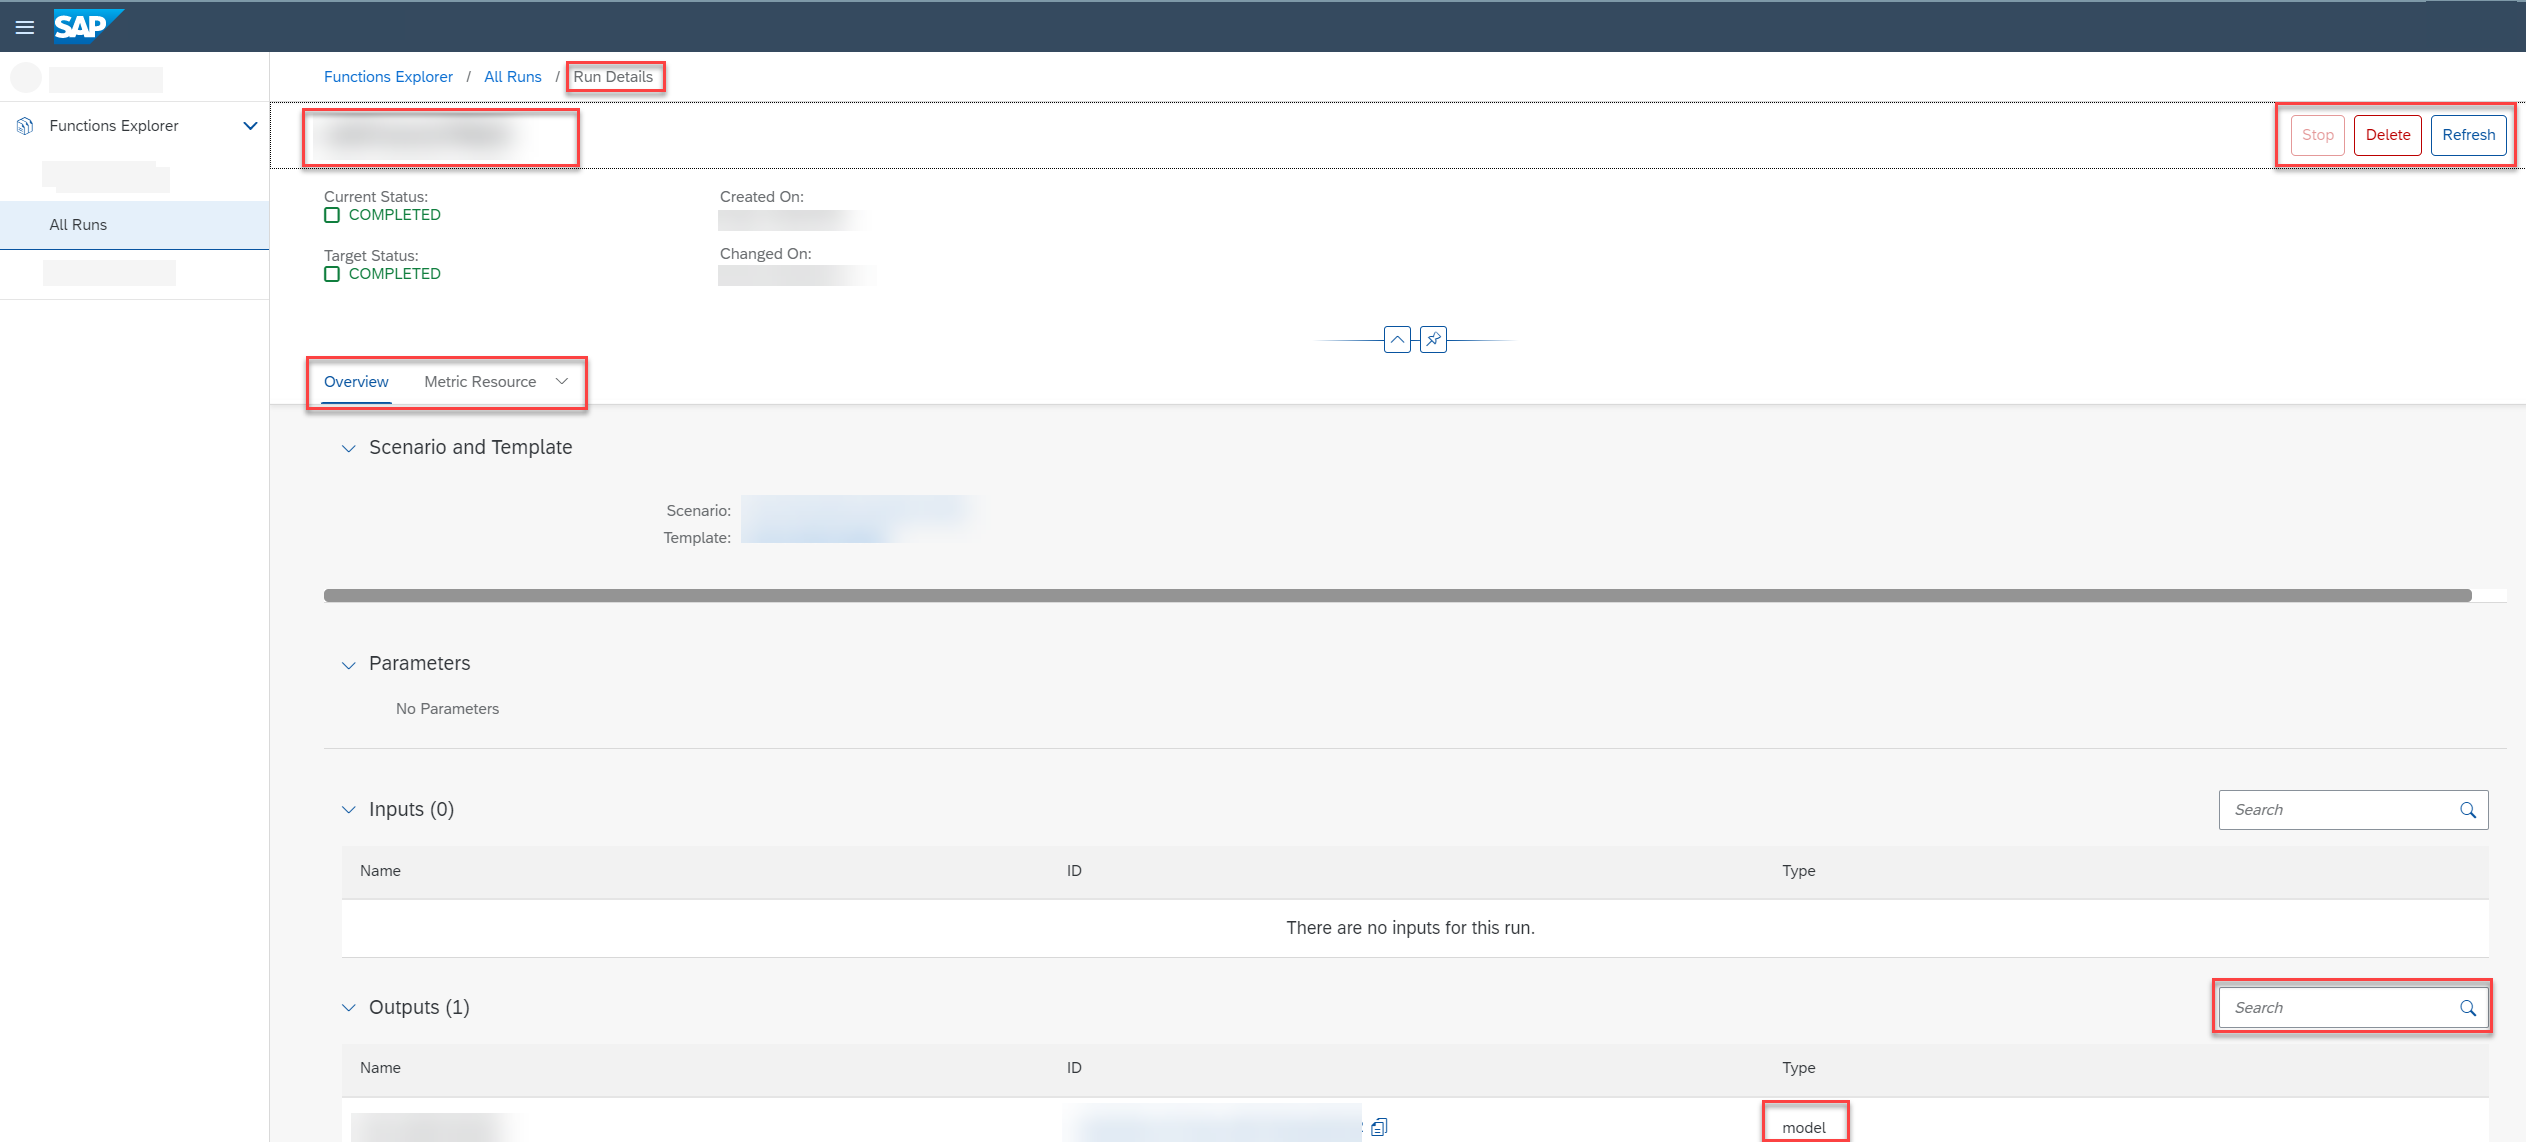 SAP
Functions Explorer / All Runs / Run Details
Functions Explorer
Stop Delete Refresh
All Runs
Current Status:
COMPLETED
Created On:
Target Status:
COMPLETED
Changed On:
Overview Metric Resource
Scenario and Template
Scenario:
Template:
Parameters
No Parameters
Inputs (0)
Search
Name ID Type
There are no inputs for this run.
Outputs (1)
Search
Name ID Type
model